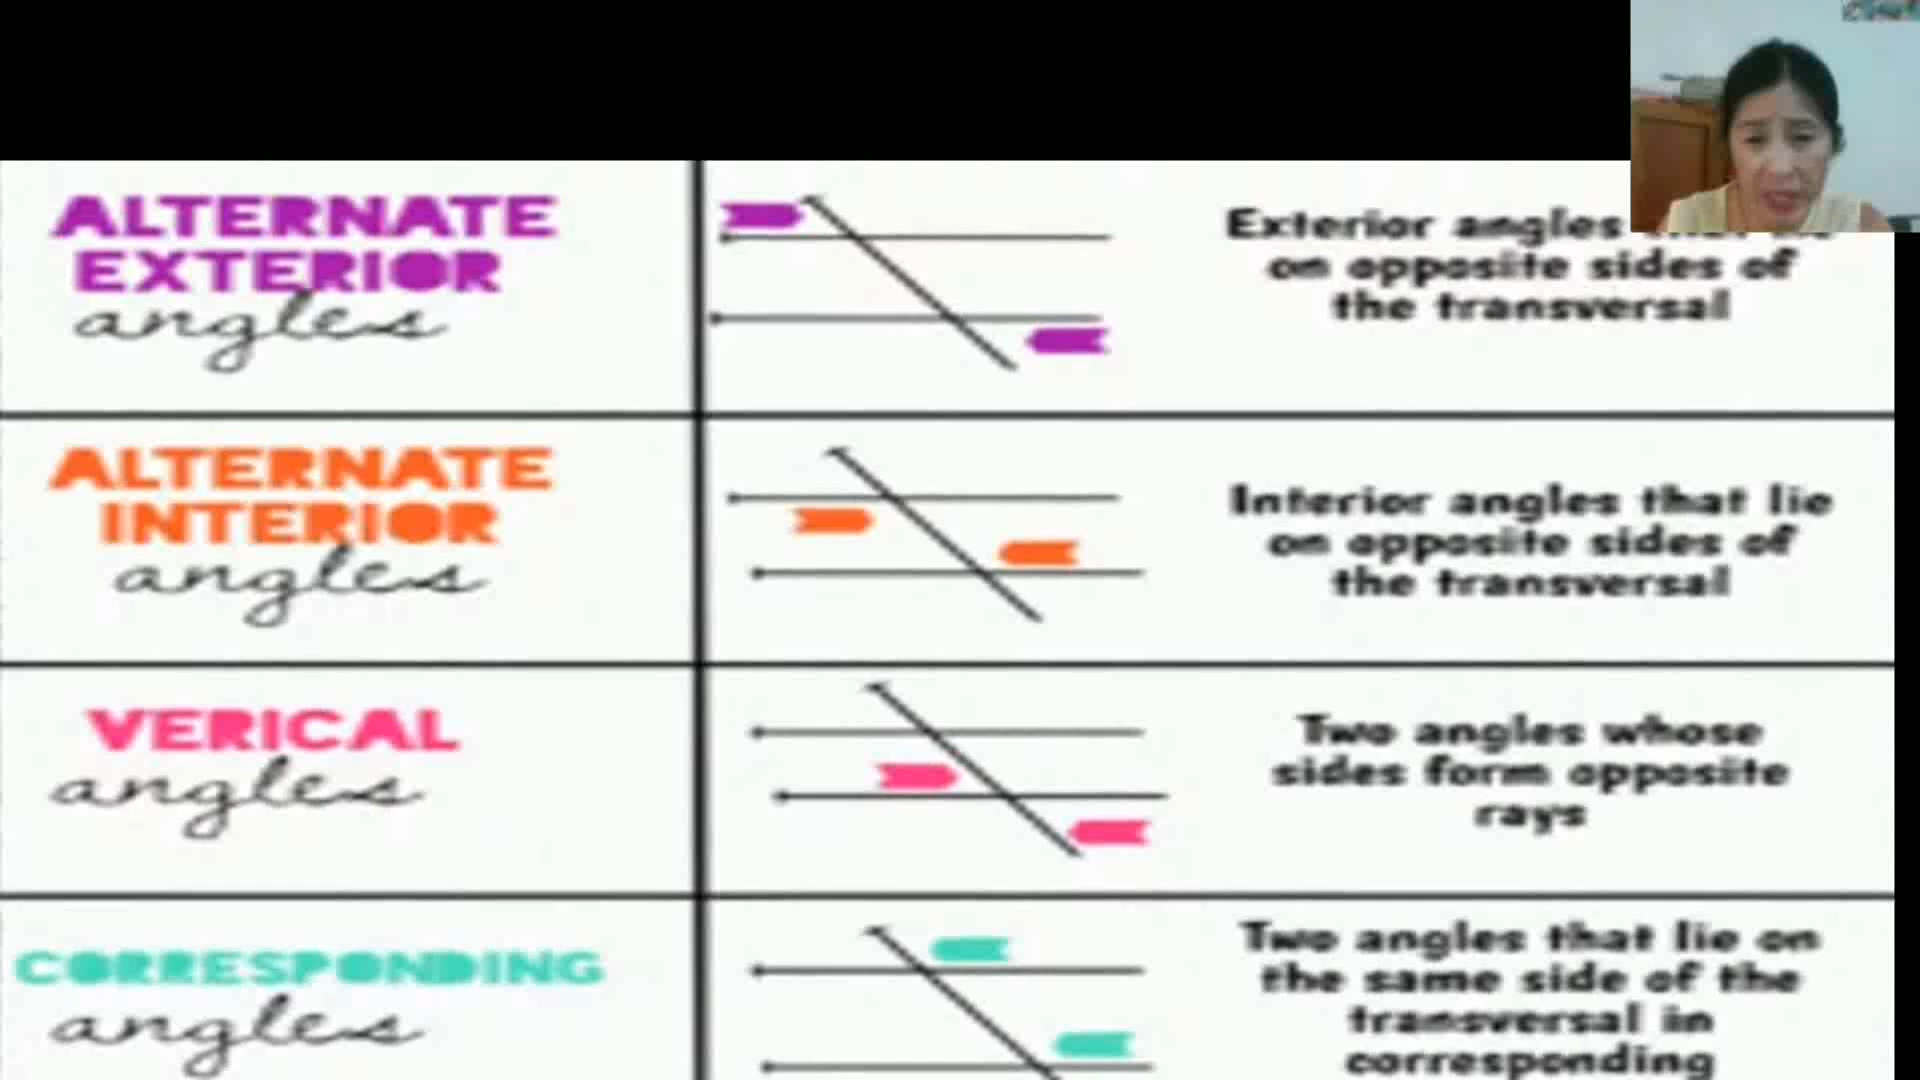 ALTERNATE
EXTERIOR
angles
Exterior angles
on opposite sides of
the transversal
ALTERNATE
INTERIOR
angles
Interior angles that lie
on opposite sides of
the transversal
VERICAL
angles
Two angles whose
sides form opposite
rays
CORRESPONDING
angles
Two angles that lie on
the same side of the
transversal in
corresponding